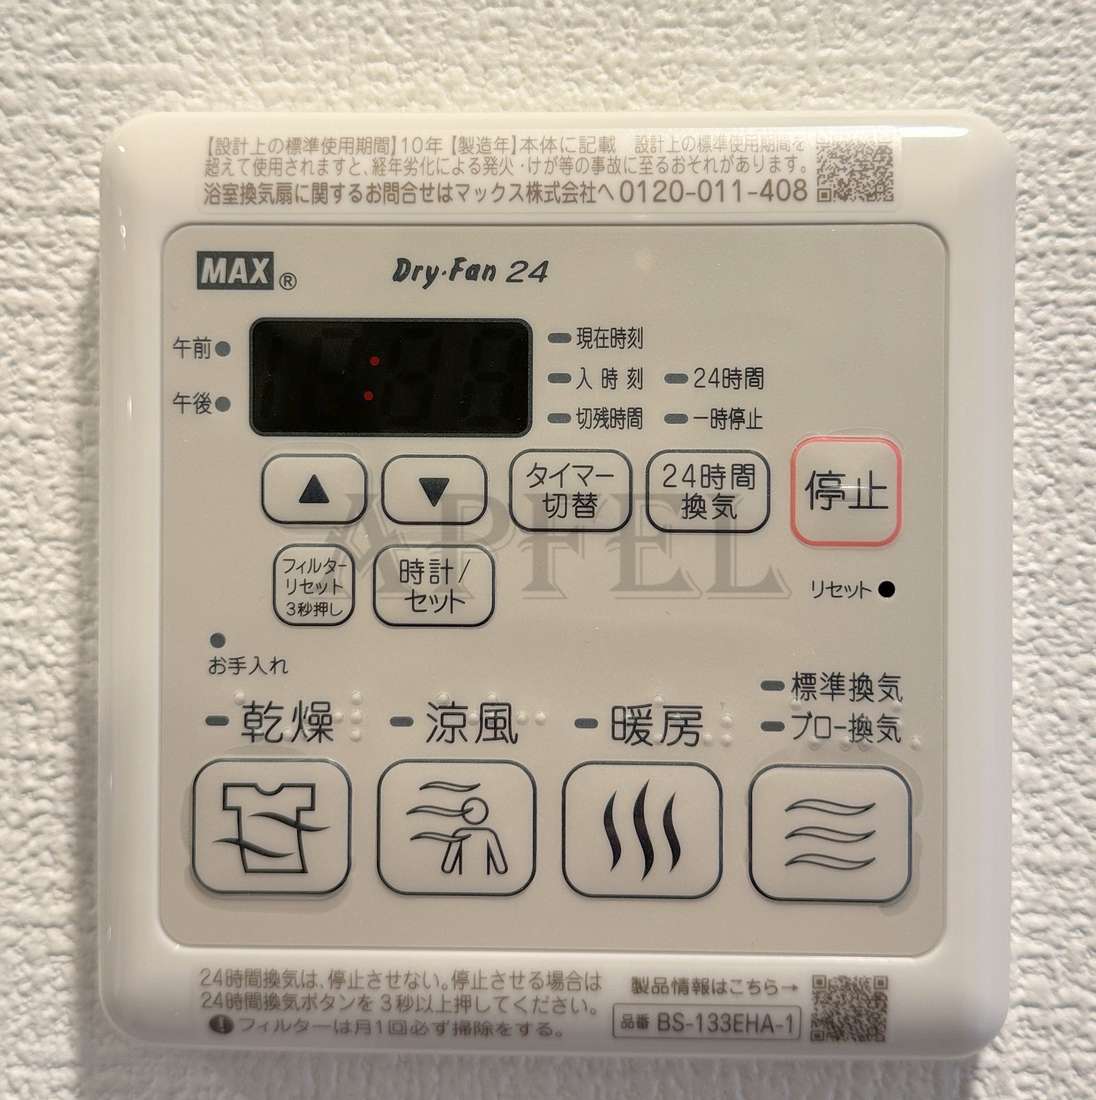 【設計上の標準使用期間】10年【製造年】本体に記載　設計上の標準使用期間を
超えて使用されますと、経年劣化による発火・けが等の事故に至るおそれがあります。
浴室換気扇に関するお問合せはマックス株式会社へ 0120-011-408
MAX® Dry・Fan 24
午前
現在時刻
入時刻 24時間
午後
切残時間 一時停止
▲ ▼ タイマー切替 24時間換気 停止
フィルターリセット3秒押し 時計/セット
リセット
お手入れ
標準換気
乾燥 涼風 暖房 ブロー換気
APFEL
24時間換気は、停止させない。停止させる場合は
24時間換気ボタンを3秒以上押してください。
フィルターは月1回必ず掃除をする。
製品情報はこちら→
品番 BS-133EHA-1